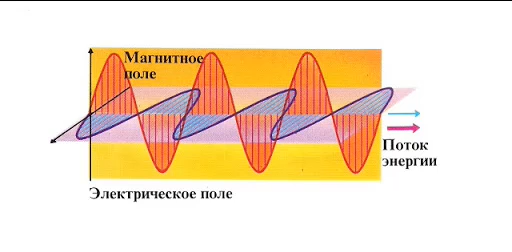 Магнитное
поле
Поток
энергии
Электрическое поле